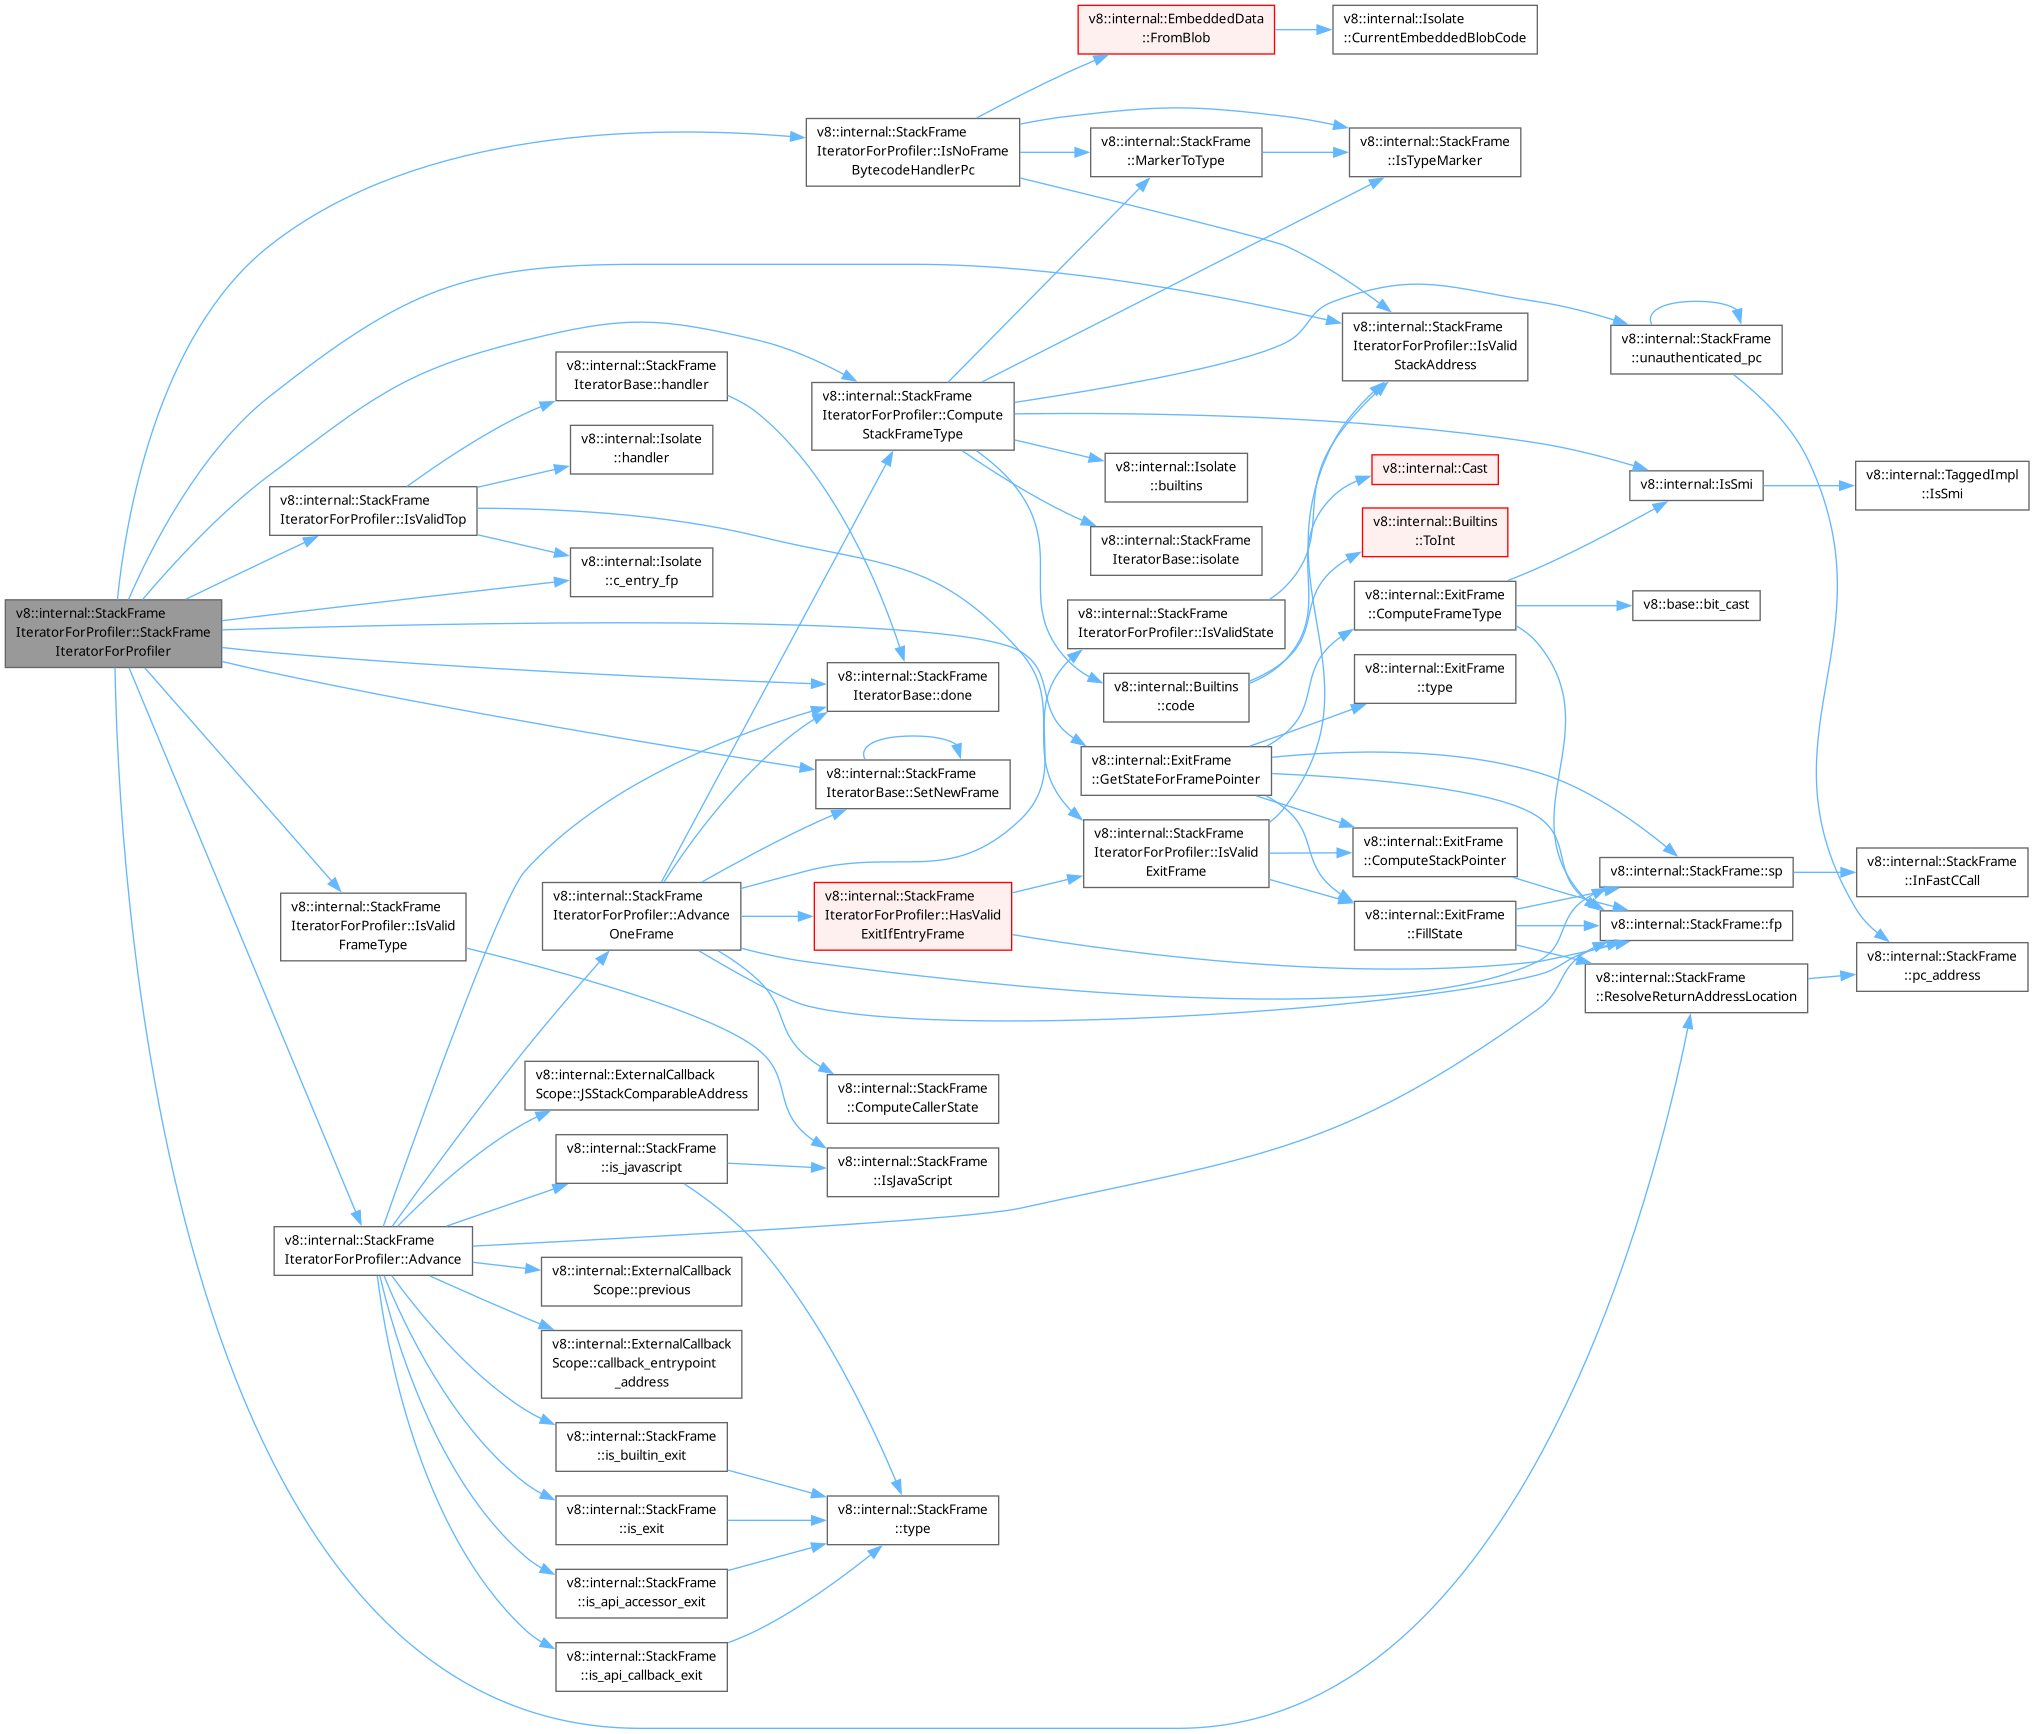 v8::internal::EmbeddedData
::FromBlob
v8::internal::Isolate
::CurrentEmbeddedBlobCode
v8::internal::StackFrame
IteratorForProfiler::IsNoFrame
BytecodeHandlerPc
v8::internal::StackFrame
::MarkerToType
v8::internal::StackFrame
::IsTypeMarker
v8::internal::StackFrame
IteratorForProfiler::IsValid
StackAddress
v8::internal::StackFrame
::unauthenticated_pc
v8::internal::StackFrame
IteratorBase::handler
v8::internal::StackFrame
IteratorForProfiler::Compute
StackFrameType
v8::internal::Isolate
::handler
v8::internal::Isolate
::builtins
v8::internal::Cast
v8::internal::IsSmi
v8::internal::TaggedImpl
::IsSmi
v8::internal::StackFrame
IteratorForProfiler::IsValidTop
v8::internal::StackFrame
IteratorBase::isolate
v8::internal::Builtins
::ToInt
v8::internal::Isolate
::c_entry_fp
v8::internal::StackFrame
IteratorForProfiler::StackFrame
IteratorForProfiler
v8::internal::StackFrame
IteratorForProfiler::IsValidState
v8::internal::ExitFrame
::ComputeFrameType
v8::base::bit_cast
v8::internal::StackFrame
IteratorBase::done
v8::internal::Builtins
::code
v8::internal::ExitFrame
::type
v8::internal::StackFrame
IteratorBase::SetNewFrame
v8::internal::ExitFrame
::GetStateForFramePointer
v8::internal::StackFrame
IteratorForProfiler::IsValid
ExitFrame
v8::internal::ExitFrame
::ComputeStackPointer
v8::internal::StackFrame::sp
v8::internal::StackFrame
::InFastCCall
v8::internal::StackFrame
IteratorForProfiler::IsValid
FrameType
v8::internal::StackFrame
IteratorForProfiler::Advance
OneFrame
v8::internal::StackFrame
IteratorForProfiler::HasValid
ExitIfEntryFrame
v8::internal::ExitFrame
::FillState
v8::internal::StackFrame::fp
v8::internal::StackFrame
::pc_address
v8::internal::StackFrame
::ResolveReturnAddressLocation
v8::internal::ExternalCallback
Scope::JSStackComparableAddress
v8::internal::StackFrame
::ComputeCallerState
v8::internal::StackFrame
::is_javascript
v8::internal::StackFrame
::IsJavaScript
v8::internal::StackFrame
IteratorForProfiler::Advance
v8::internal::ExternalCallback
Scope::previous
v8::internal::ExternalCallback
Scope::callback_entrypoint
_address
v8::internal::StackFrame
::is_builtin_exit
v8::internal::StackFrame
::is_exit
v8::internal::StackFrame
::type
v8::internal::StackFrame
::is_api_accessor_exit
v8::internal::StackFrame
::is_api_callback_exit